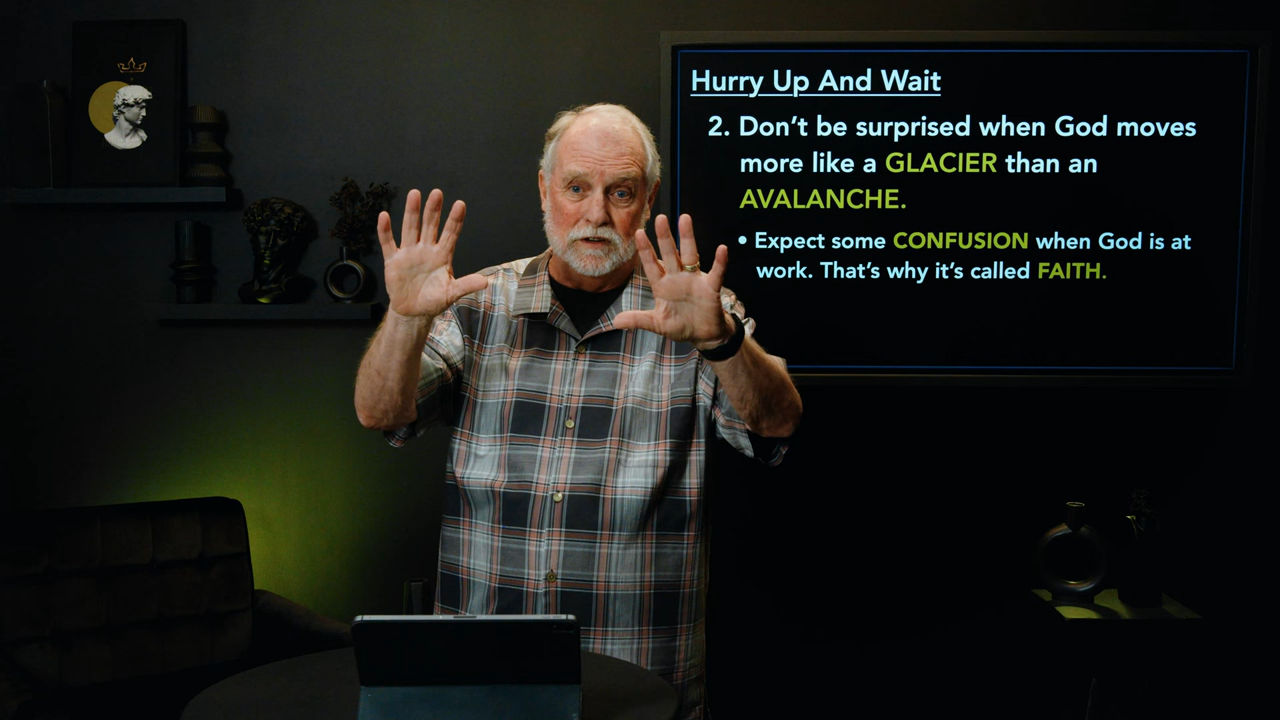 Hurry Up And Wait
2. Don’t be surprised when God moves
more like a GLACIER than an
AVALANCHE.
• Expect some CONFUSION when God is at
work. That’s why it’s called FAITH.